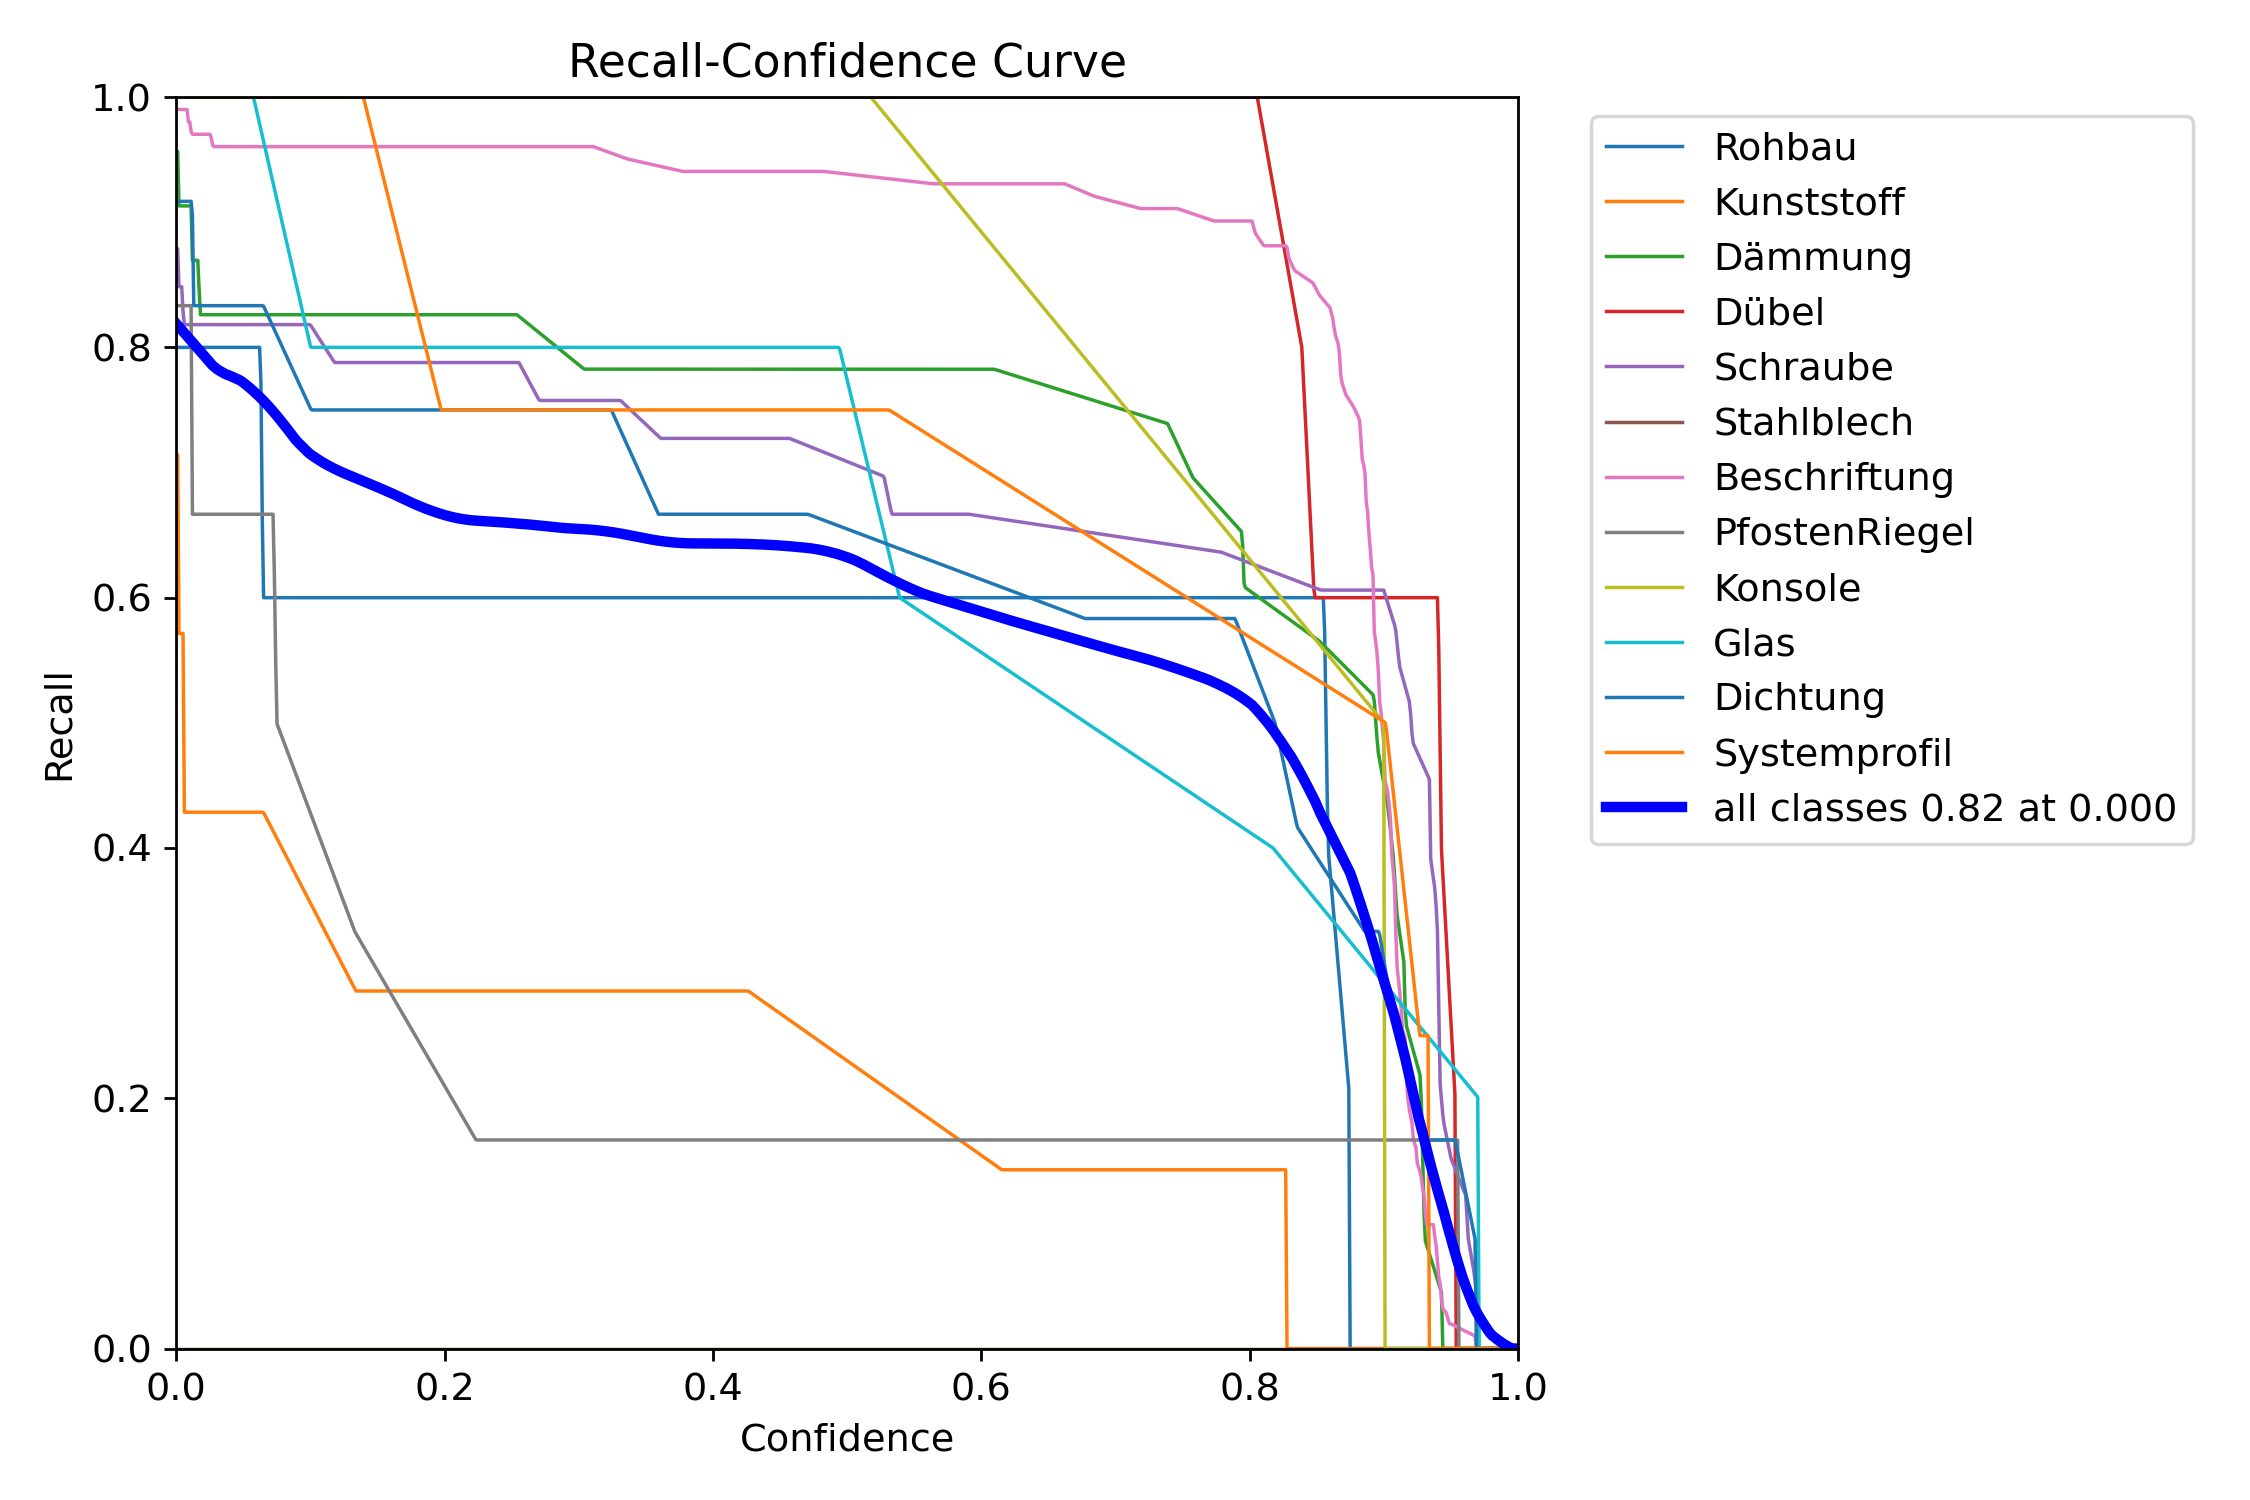 Recall-Confidence Curve
1.0
0.8
0.6
0.4
0.2
0.0
Recall
0.0 0.2 0.4 0.6 0.8 1.0
Confidence
Rohbau
Kunststoff
Dämmung
Dübel
Schraube
Stahlblech
Beschriftung
PfostenRiegel
Konsole
Glas
Dichtung
Systemprofil
all classes 0.82 at 0.000